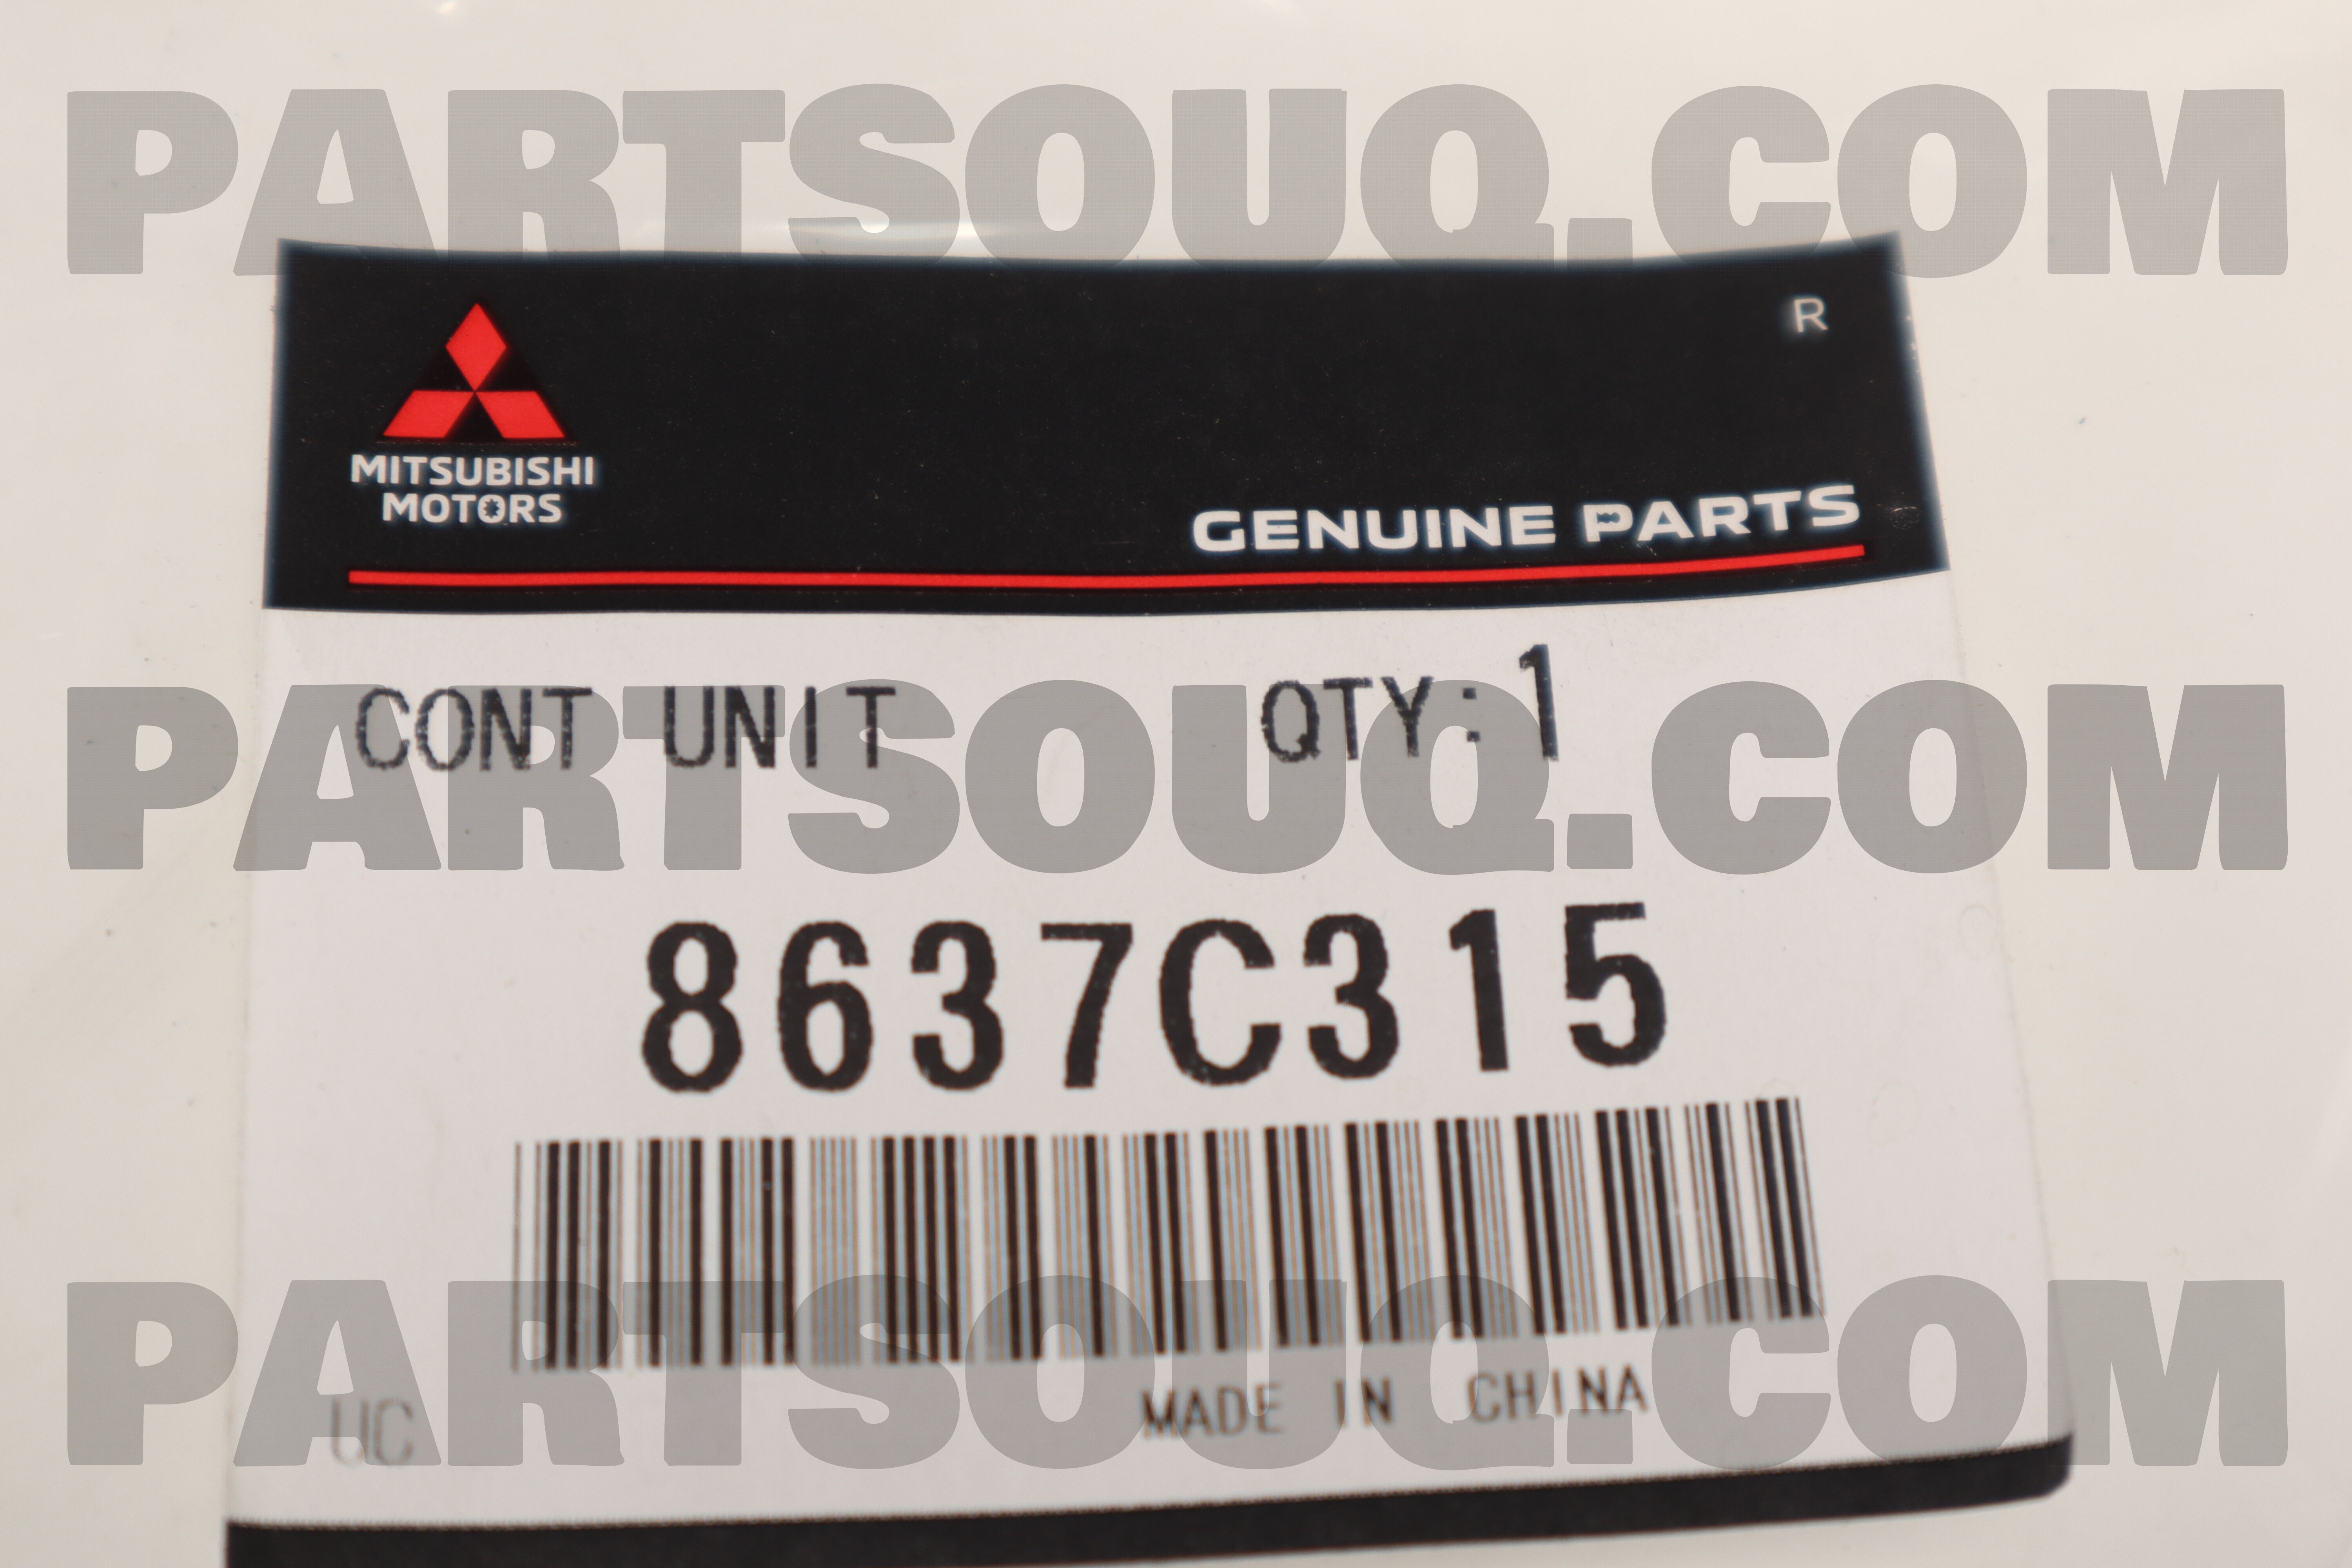 PARTSOUQ.COM
R
MITSUBISHI
MOTORS
GENUINE PARTS
CONT UNIT QTY:1
PARTSOUQ.COM
8637C315
MADE IN CHINA
UC
PARTSOUQ.COM